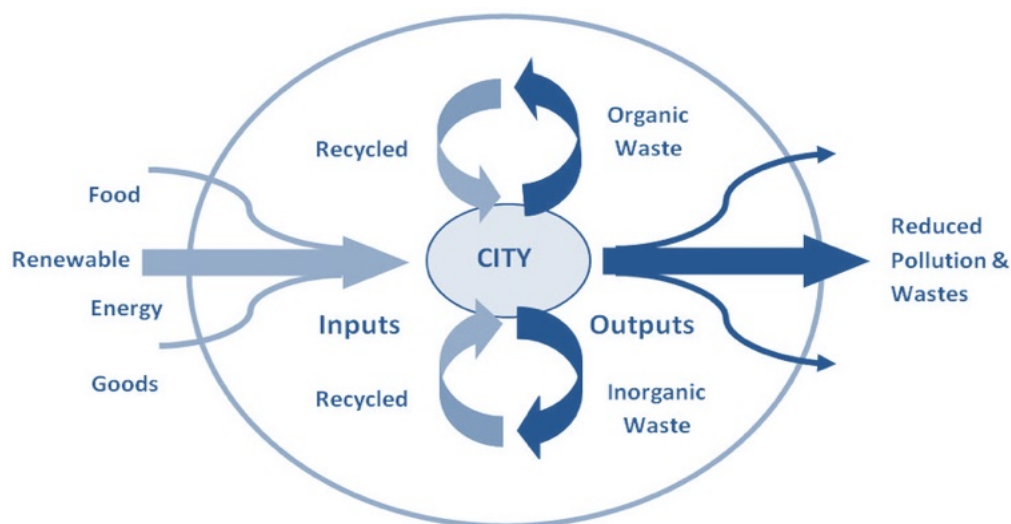 Food
Renewable
Energy
Goods
Recycled
Organic
Waste
CITY
Inputs
Outputs
Recycled
Inorganic
Waste
Reduced
Pollution &
Wastes